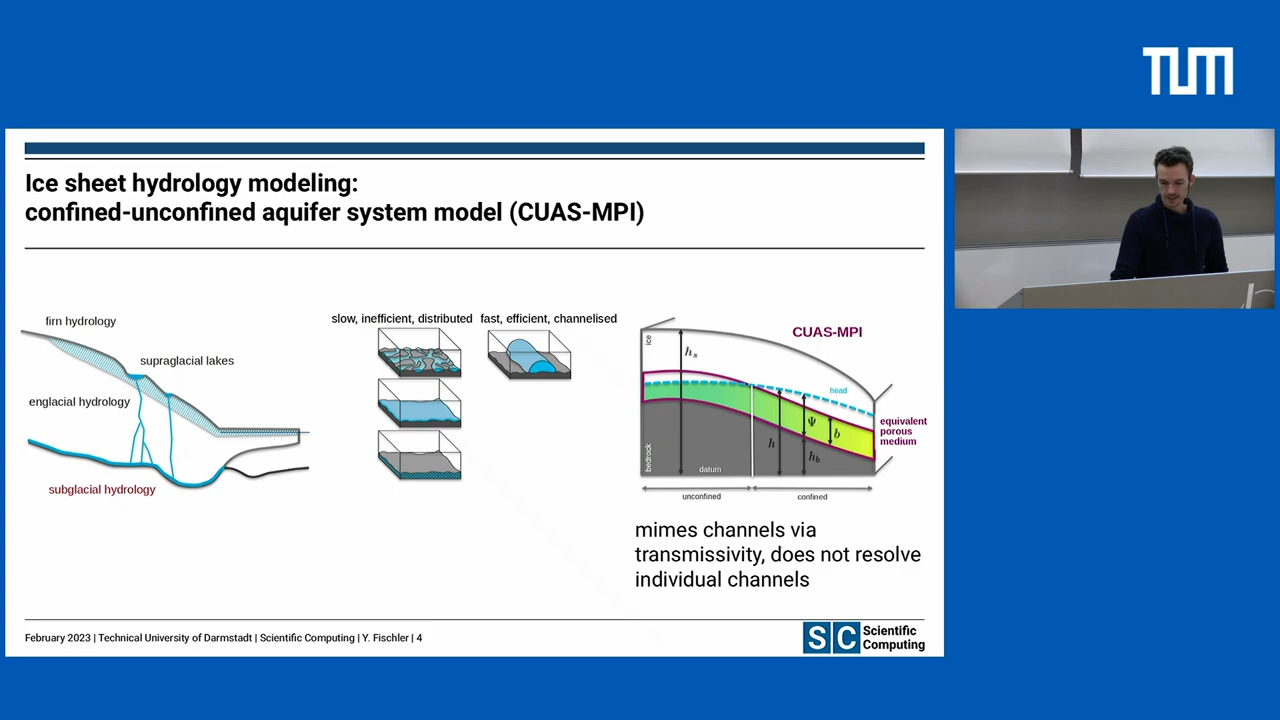 TUM
Ice sheet hydrology modeling:
confined-unconfined aquifer system model (CUAS-MPI)
firn hydrology
supraglacial lakes
englacial hydrology
subglacial hydrology
slow, inefficient, distributed
fast, efficient, channelised
CUAS-MPI
ice
hs
head
equivalent
porous
medium
Ψ
b
h
hb
bedrock
datum
unconfined
confined
mimes channels via
transmissivity, does not resolve
individual channels
February 2023 | Technical University of Darmstadt | Scientific Computing | Y. Fischler | 4
SC Scientific
Computing